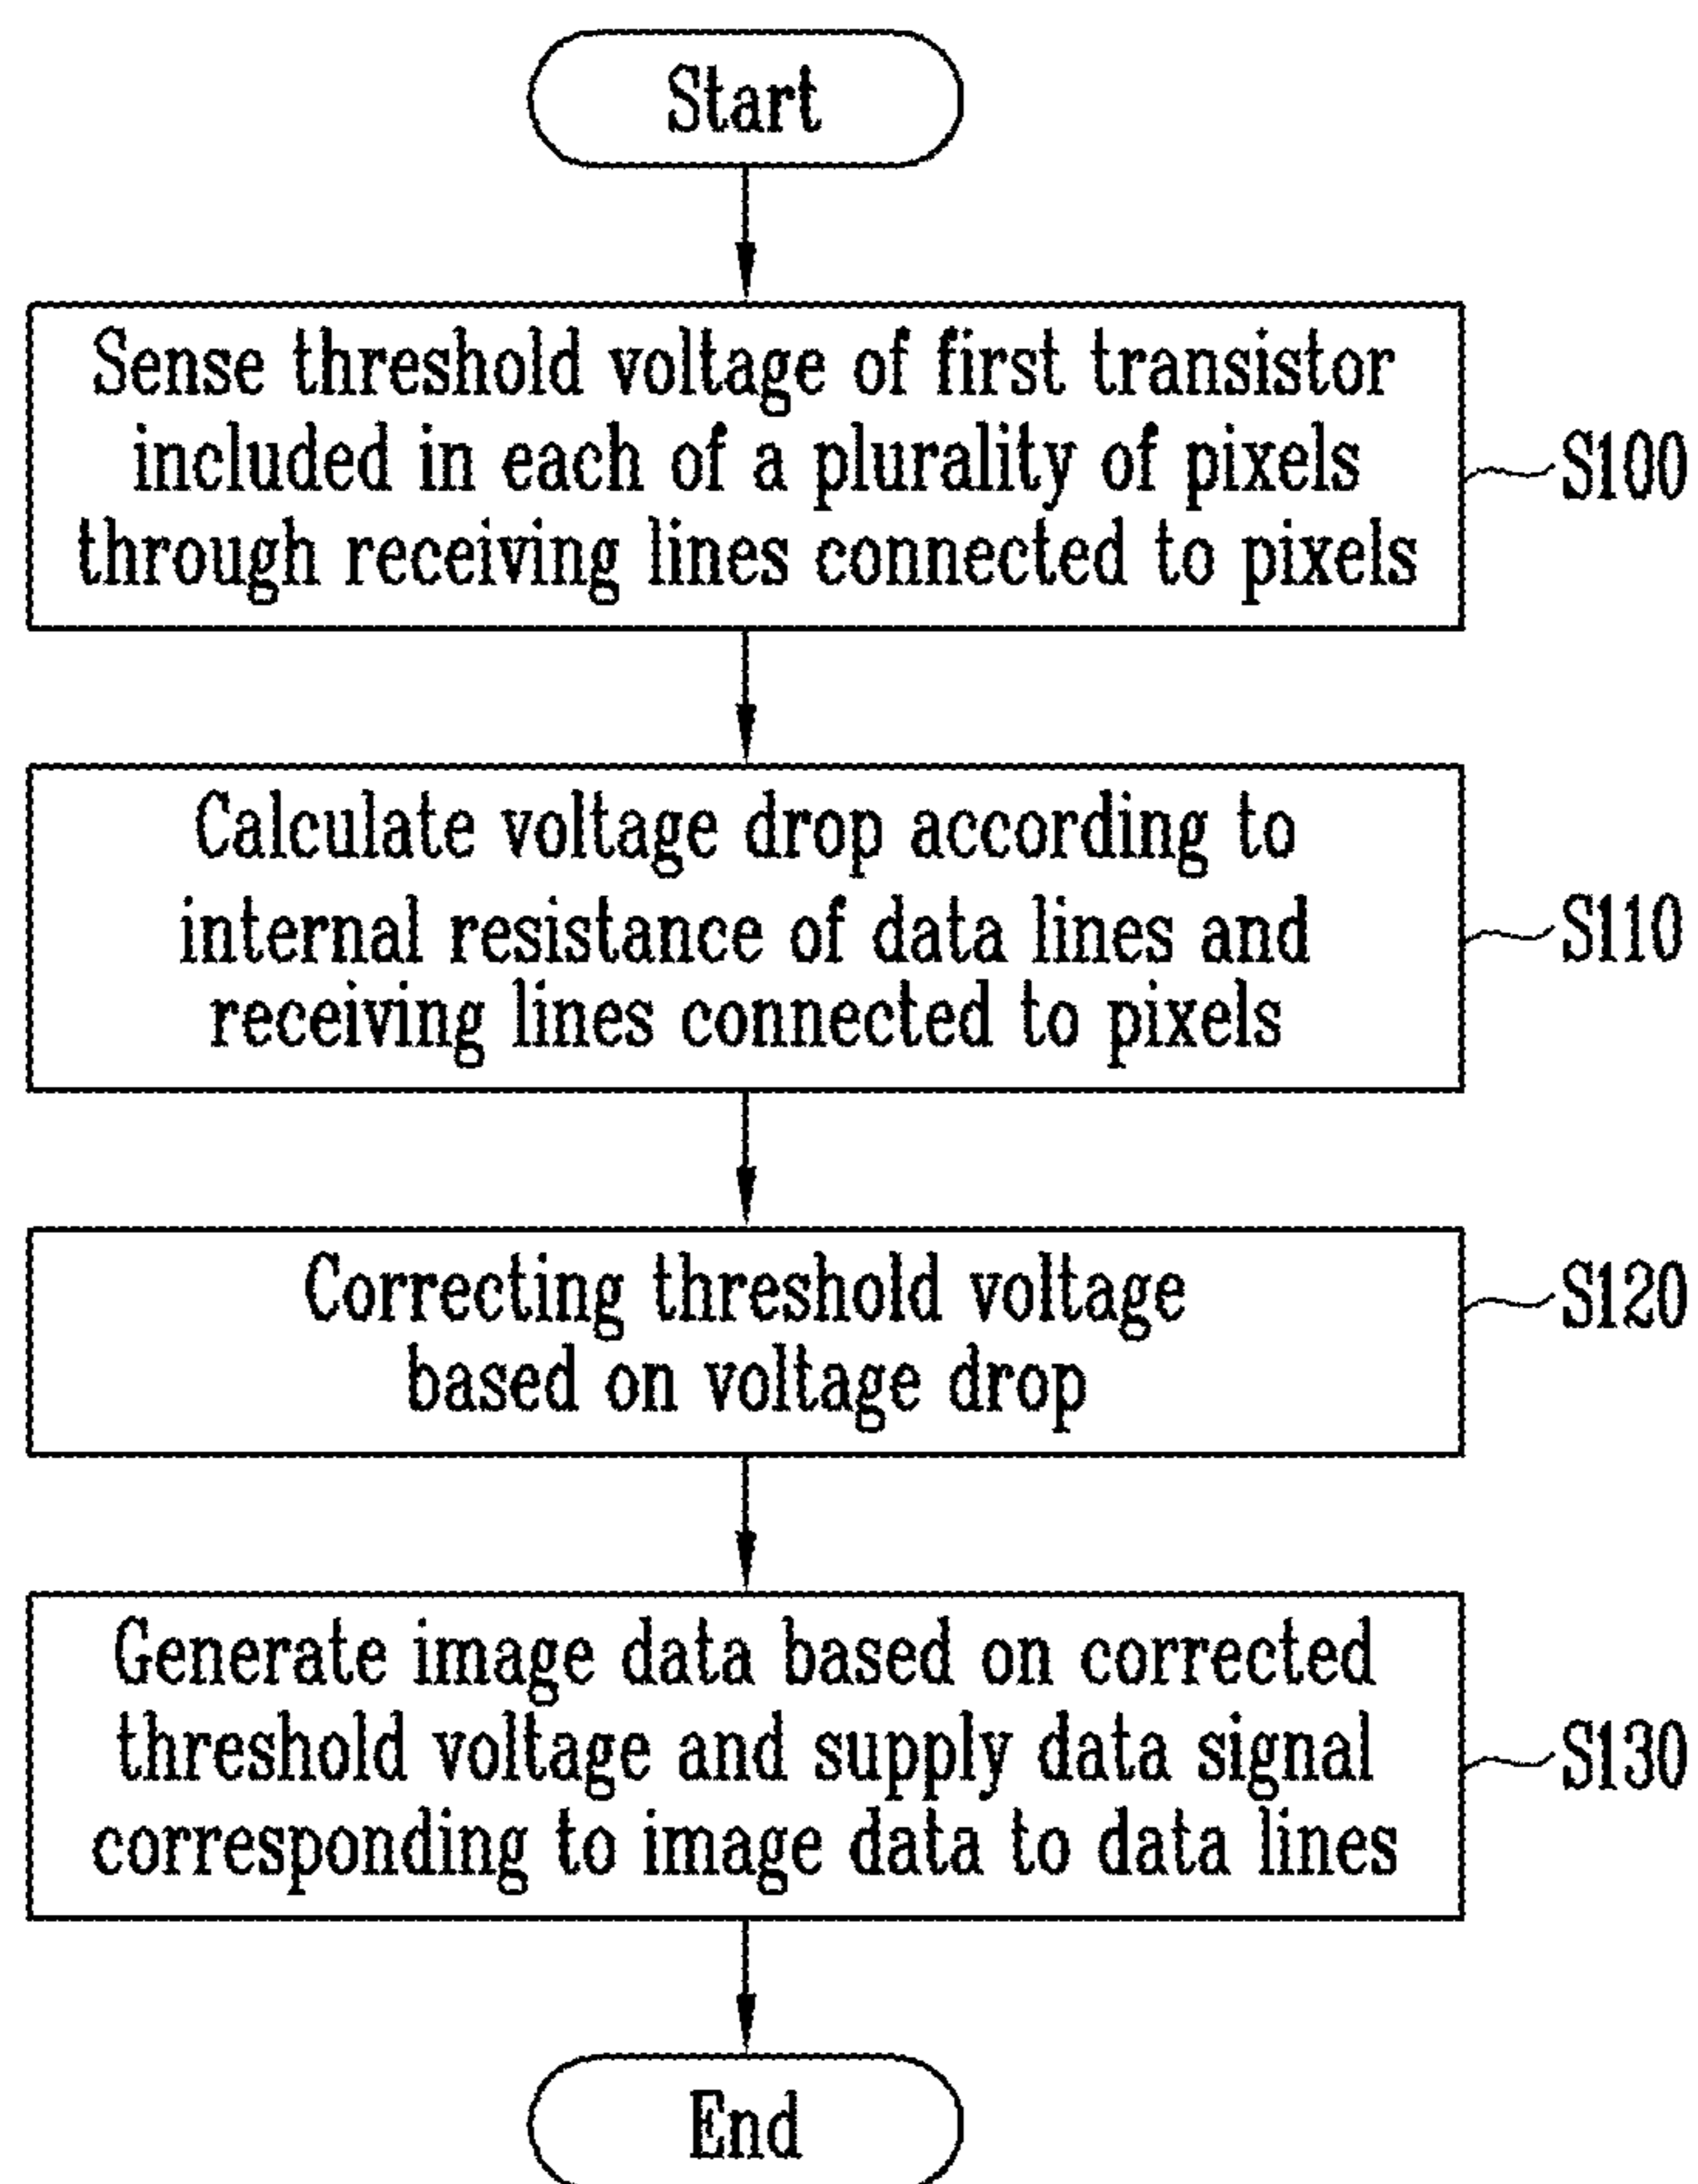 Start
Sense threshold voltage of first transistor
included in each of a plurality of pixels
through receiving lines connected to pixels
S100
Calculate voltage drop according to
internal resistance of data lines and
receiving lines connected to pixels
S110
Correcting threshold voltage
based on voltage drop
S120
Generate image data based on corrected
threshold voltage and supply data signal
corresponding to image data to data lines
S130
End